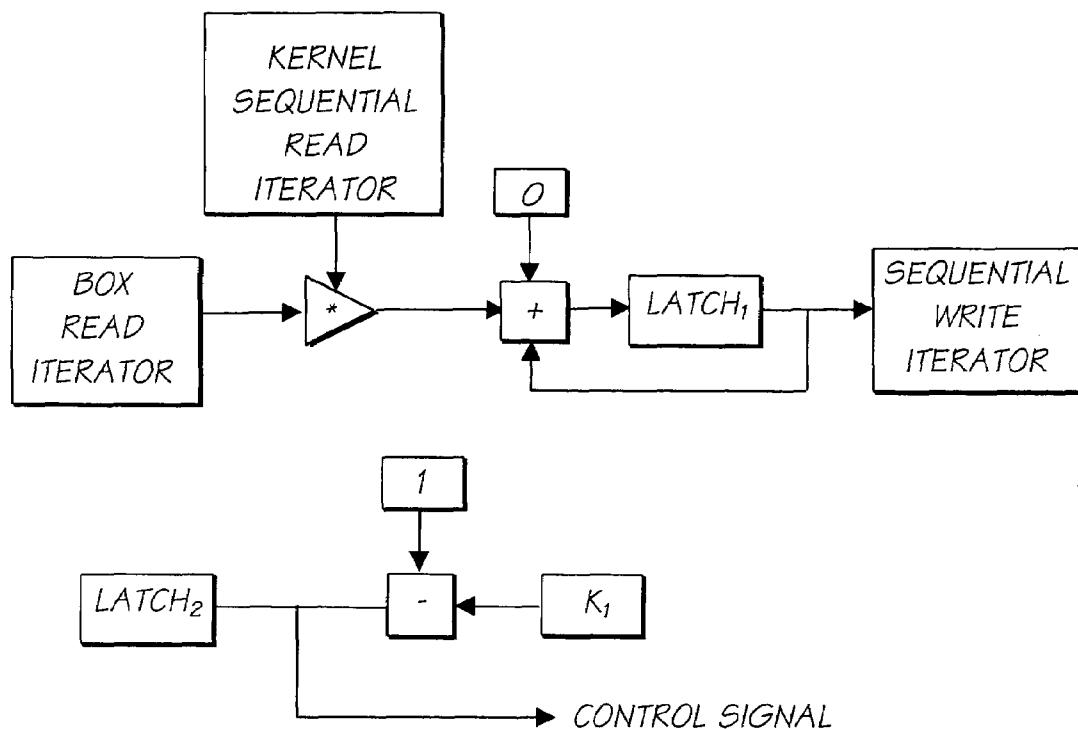 KERNEL
SEQUENTIAL
READ
ITERATOR
0
BOX
READ
ITERATOR
*
+
LATCH₁
SEQUENTIAL
WRITE
ITERATOR
1
LATCH₂
-
K₁
CONTROL SIGNAL